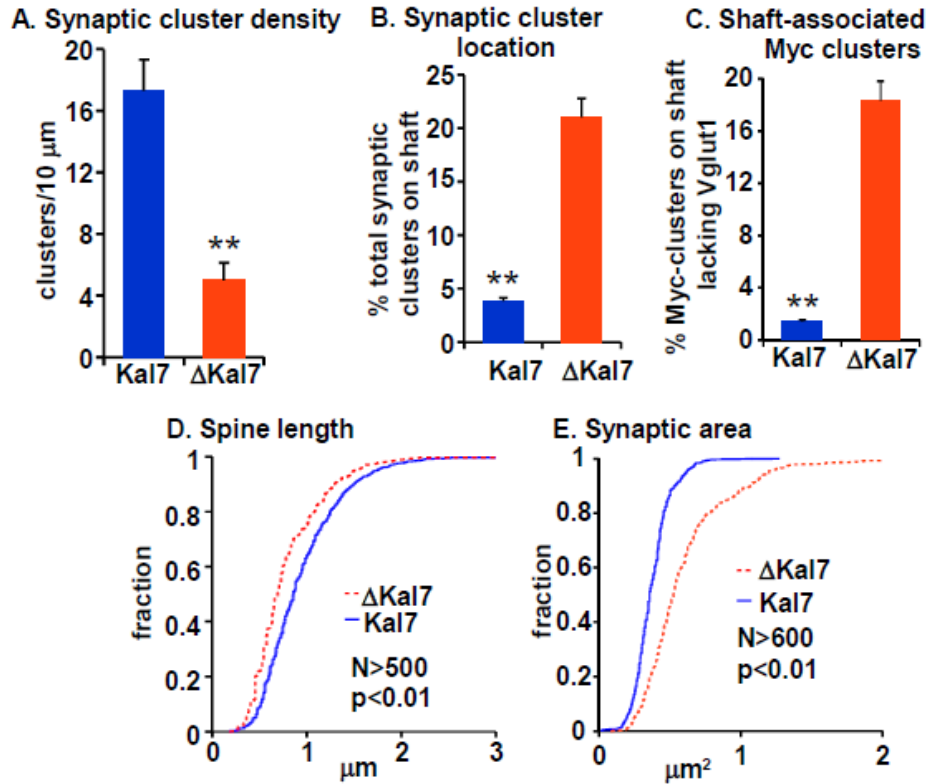 A. Synaptic cluster density
clusters/10 μm
20
16
12
8
4
0
**
Kal7
ΔKal7
B. Synaptic cluster
location
% total synaptic
clusters on shaft
25
20
15
10
5
0
**
Kal7
ΔKal7
C. Shaft-associated
Myc clusters
% Myc-clusters on shaft
lacking Vglut1
20
16
12
8
4
0
**
Kal7
ΔKal7
D. Spine length
fraction
1
0.8
0.6
0.4
0.2
0
ΔKal7
Kal7
N>500
p<0.01
0
1
2
3
μm
E. Synaptic area
fraction
1
0.8
0.6
0.4
0.2
0
ΔKal7
Kal7
N>600
p<0.01
0
1
2
μm²